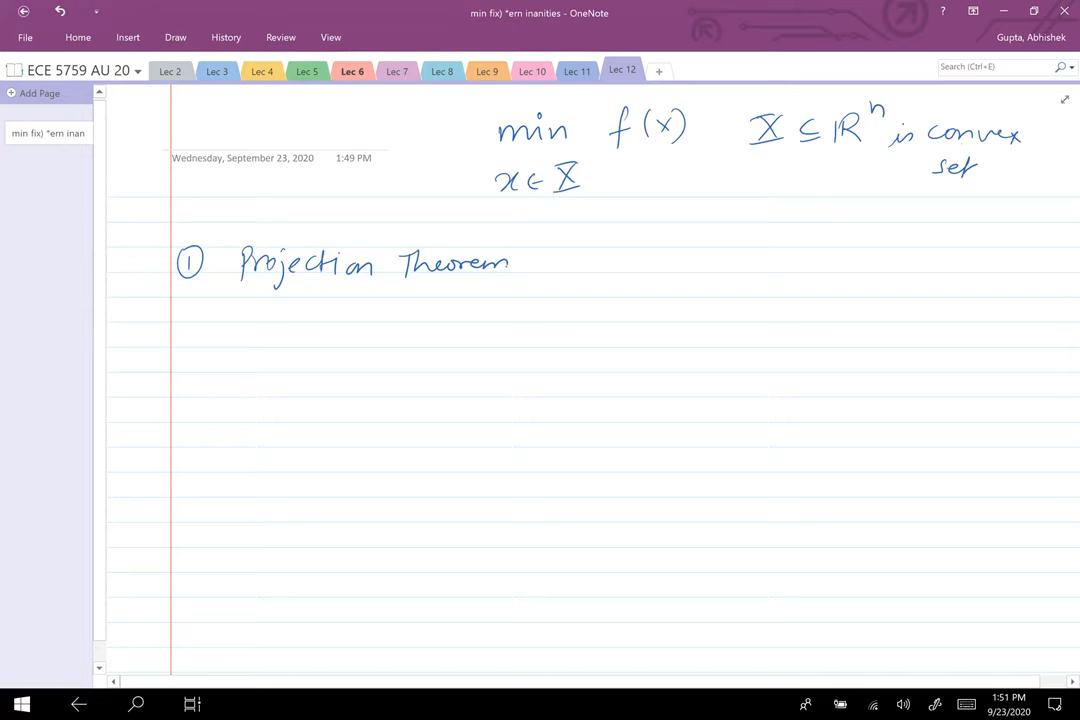 min fix) *ern inanities - OneNote
?
Gupta, Abhishek
File Home Insert Draw History Review View
ECE 5759 AU 20
Lec 2 Lec 3 Lec 4 Lec 5 Lec 6 Lec 7 Lec 8 Lec 9 Lec 10 Lec 11 Lec 12 +
Search (Ctrl+E)
Add Page
min fix) *ern inan
min f(x) X ⊆ ℝⁿ is convex
x ∈ X set
Wednesday, September 23, 2020 1:49 PM
① Projection Theorem
1:51 PM
9/23/2020